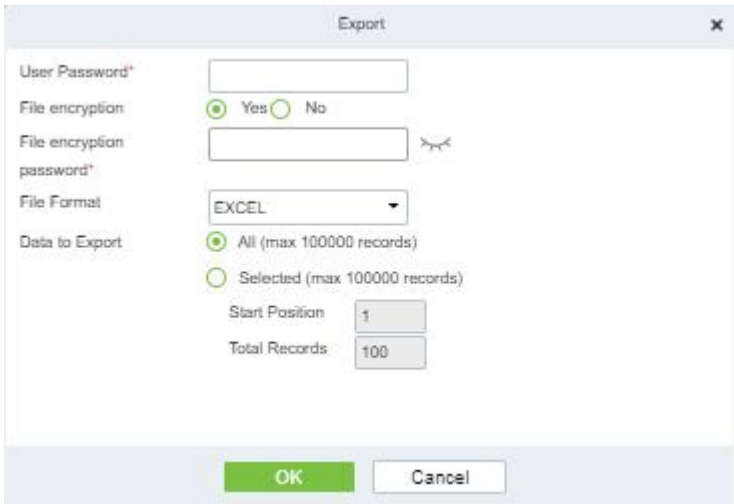 Export
User Password*
File encryption Yes No
File encryption
password*
File Format EXCEL
Data to Export All (max 100000 records)
Selected (max 100000 records)
Start Position 1
Total Records 100
OK Cancel